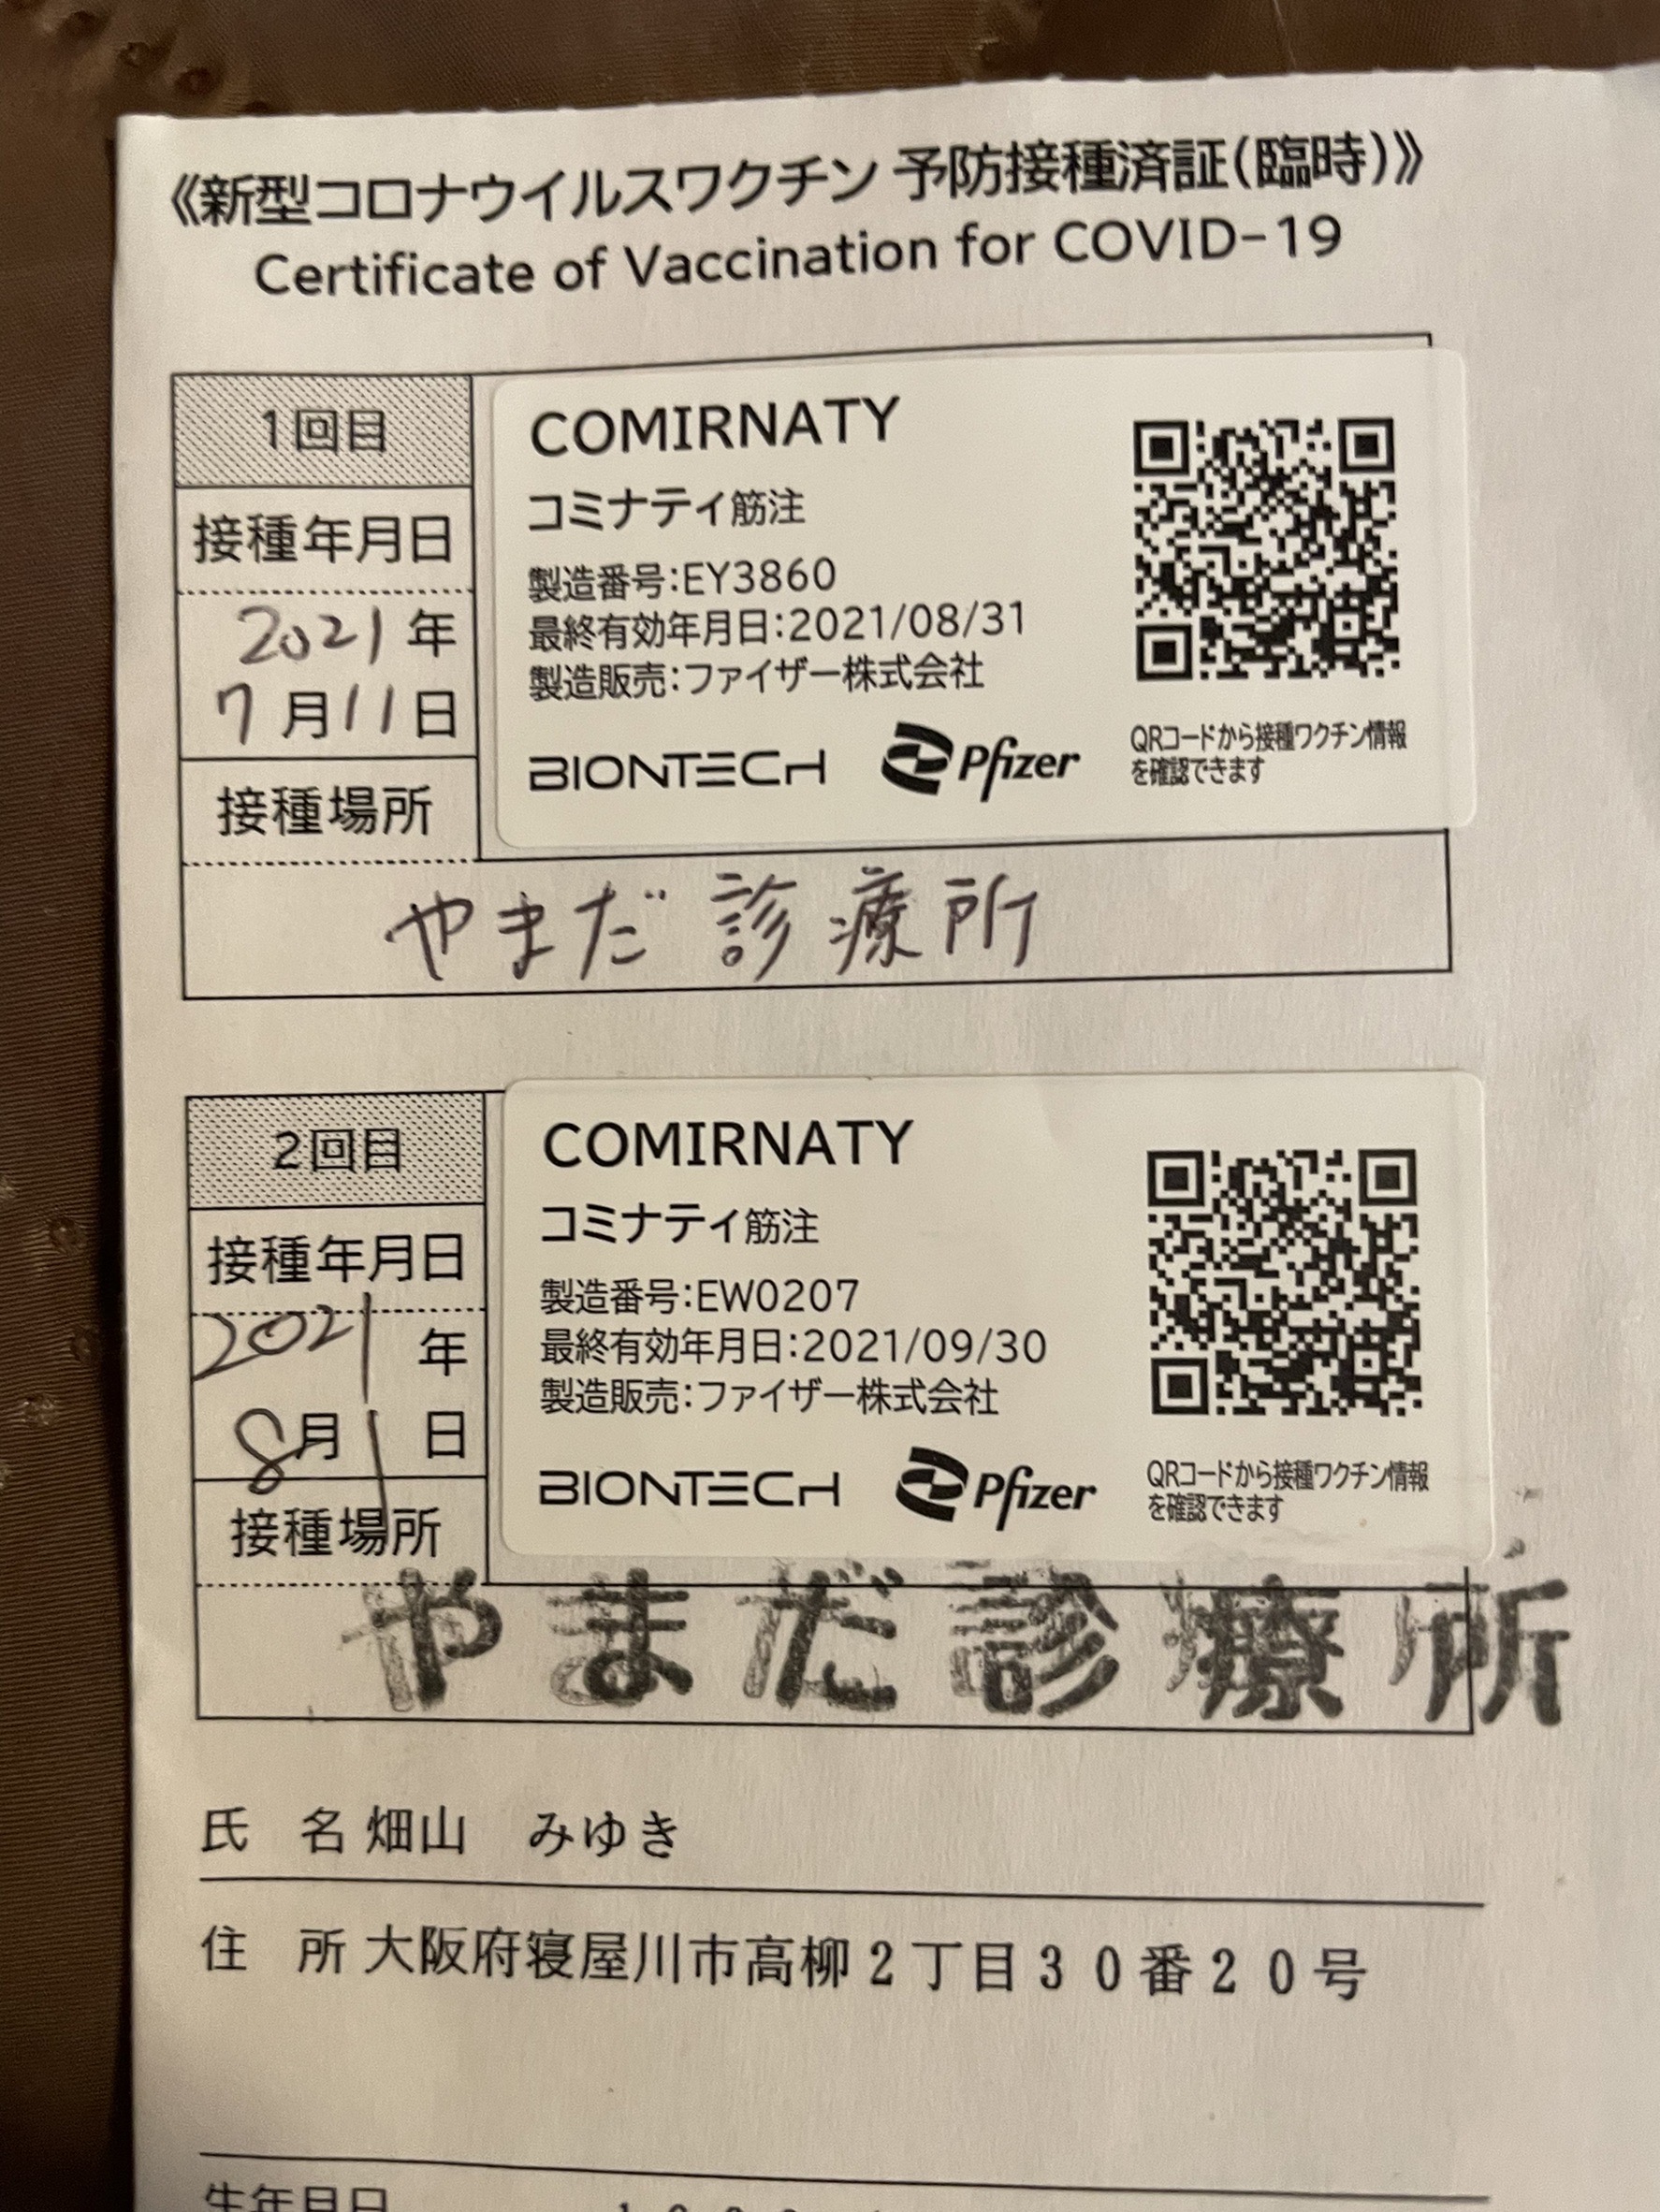 《新型コロナウイルスワクチン 予防接種済証(臨時)》
Certificate of Vaccination for COVID-19
1回目
接種年月日
2021年
7月11日
接種場所
COMIRNATY
コミナティ筋注
製造番号:EY3860
最終有効年月日:2021/08/31
製造販売:ファイザー株式会社
BIONTECH Pfizer
QRコードから接種ワクチン情報
を確認できます
やまだ診療所
2回目
接種年月日
2021年
8月1日
接種場所
COMIRNATY
コミナティ筋注
製造番号:EW0207
最終有効年月日:2021/09/30
製造販売:ファイザー株式会社
BIONTECH Pfizer
QRコードから接種ワクチン情報
を確認できます
やまだ診療所
氏 名 畑山 みゆき
住 所 大阪府寝屋川市高柳2丁目30番20号
生年月日